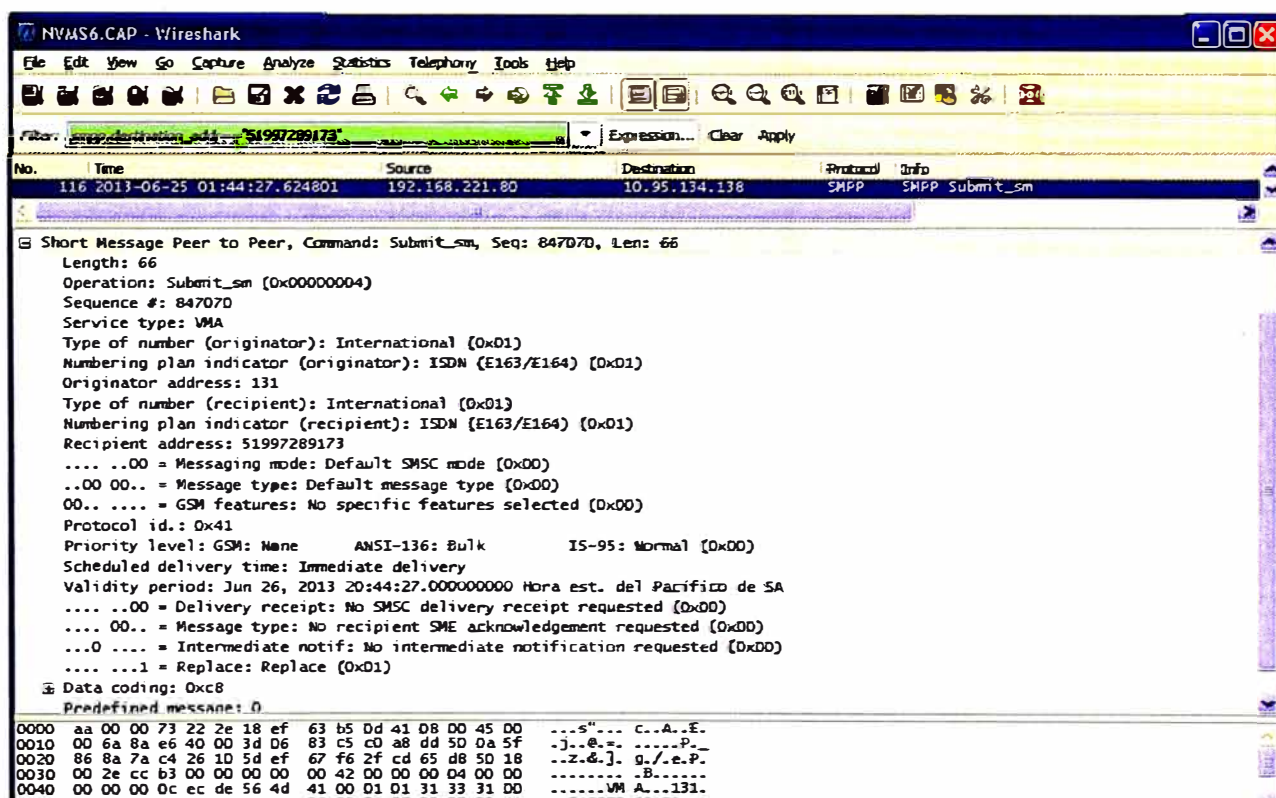 NVMS6.CAP - Wireshark
File Edit View Go Capture Analyze Statistics Telephony Tools Help
Filter: "51997289173" Expression... Clear Apply
No. Time Source Destination Protocol Info
116 2013-06-25 01:44:27.624801 192.168.221.80 10.95.134.138 SMPP SMPP Submit_sm
Short Message Peer to Peer, Command: Submit_sm, Seq: 847070, Len: 66
Length: 66
Operation: Submit_sm (0x00000004)
Sequence #: 847070
Service type: VMA
Type of number (originator): International (0x01)
Numbering plan indicator (originator): ISDN (E163/E164) (0x01)
Originator address: 131
Type of number (recipient): International (0x01)
Numbering plan indicator (recipient): ISDN (E163/E164) (0x01)
Recipient address: 51997289173
.... ..00 = Messaging mode: Default SMSC mode (0x00)
..00 00.. = Message type: Default message type (0x00)
00.. .... = GSM features: No specific features selected (0x00)
Protocol id.: 0x41
Priority level: GSM: None ANSI-136: Bulk IS-95: Normal (0x00)
Scheduled delivery time: Immediate delivery
Validity period: Jun 26, 2013 20:44:27.000000000 Hora est. del Pacífico de SA
.... ..00 = Delivery receipt: No SMSC delivery receipt requested (0x00)
.... 00.. = Message type: No recipient SME acknowledgement requested (0x00)
...0 .... = Intermediate notif: No intermediate notification requested (0x00)
.... ...1 = Replace: Replace (0x01)
Data coding: 0xc8
Predefined message: 0
0000 aa 00 00 73 22 2e 18 ef 63 b5 0d 41 08 00 45 00 ...s"... c..A..E.
0010 00 6a 8a e6 40 00 3d 06 83 c5 c0 a8 dd 50 0a 5f .j..@.=. .....P._
0020 86 8a 7a c4 26 10 5d ef 67 f6 2f cd 65 d8 50 18 ..z.&.]. g./.e.P.
0030 00 2e cc b3 00 00 00 00 00 42 00 00 00 04 00 00 ........ .B......
0040 00 00 00 0c ec de 56 4d 41 00 01 01 31 33 31 00 ......VM A...131.